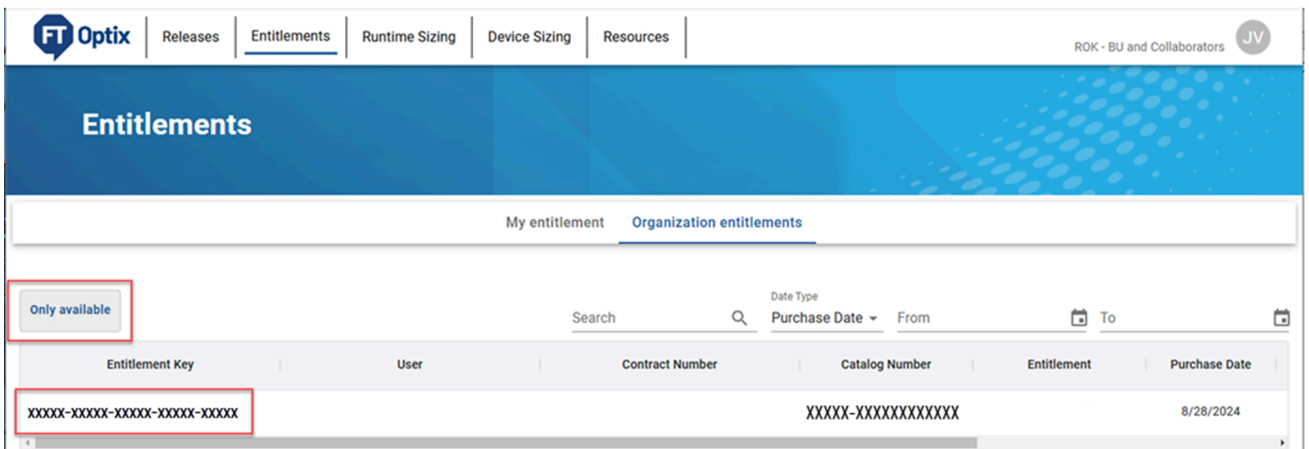 FT Optix Releases Entitlements Runtime Sizing Device Sizing Resources ROK - BU and Collaborators JV
Entitlements
My entitlement Organization entitlements
Only available Search Date Type Purchase Date From To
Entitlement Key User Contract Number Catalog Number Entitlement Purchase Date
XXXXX-XXXXX-XXXXX-XXXXX-XXXXX XXXXX-XXXXXXXXXXXX 8/28/2024